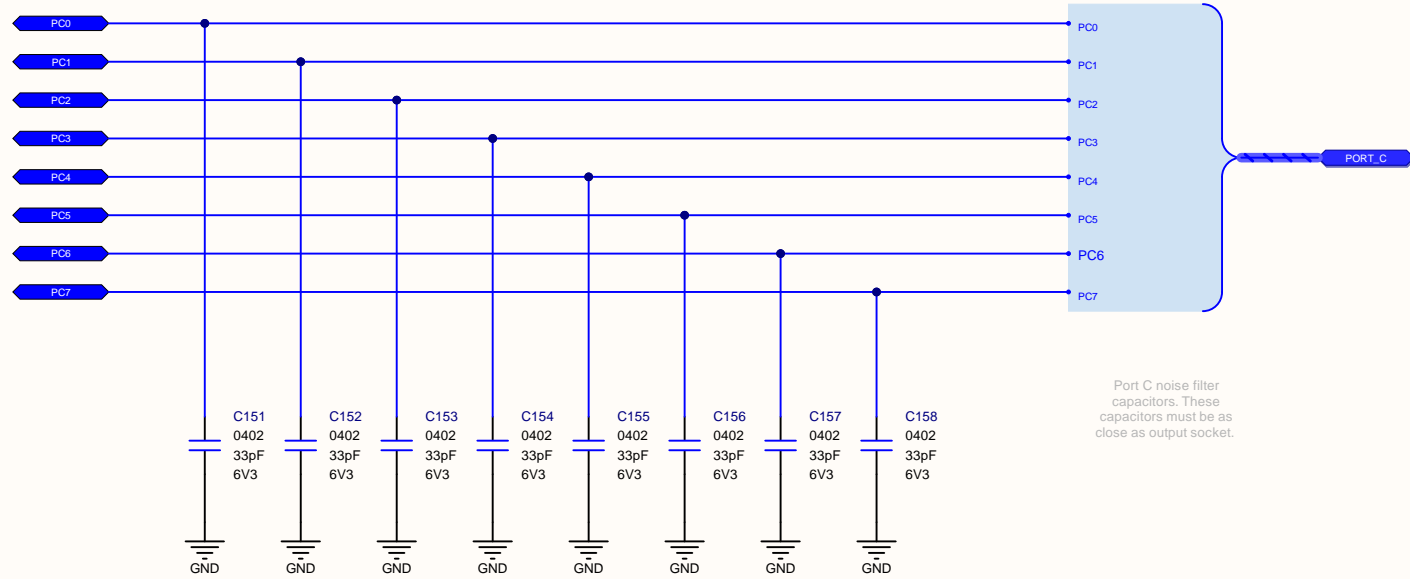 PC0
PC1
PC2
PC3
PC4
PC5
PC6
PC7
PC0
PC1
PC2
PC3
PC4
PC5
PC6
PC7
PORT_C
Port C noise filter
capacitors. These
capacitors must be as
close as output socket.
C151
0402
33pF
6V3
GND
C152
0402
33pF
6V3
GND
C153
0402
33pF
6V3
GND
C154
0402
33pF
6V3
GND
C155
0402
33pF
6V3
GND
C156
0402
33pF
6V3
GND
C157
0402
33pF
6V3
GND
C158
0402
33pF
6V3
GND